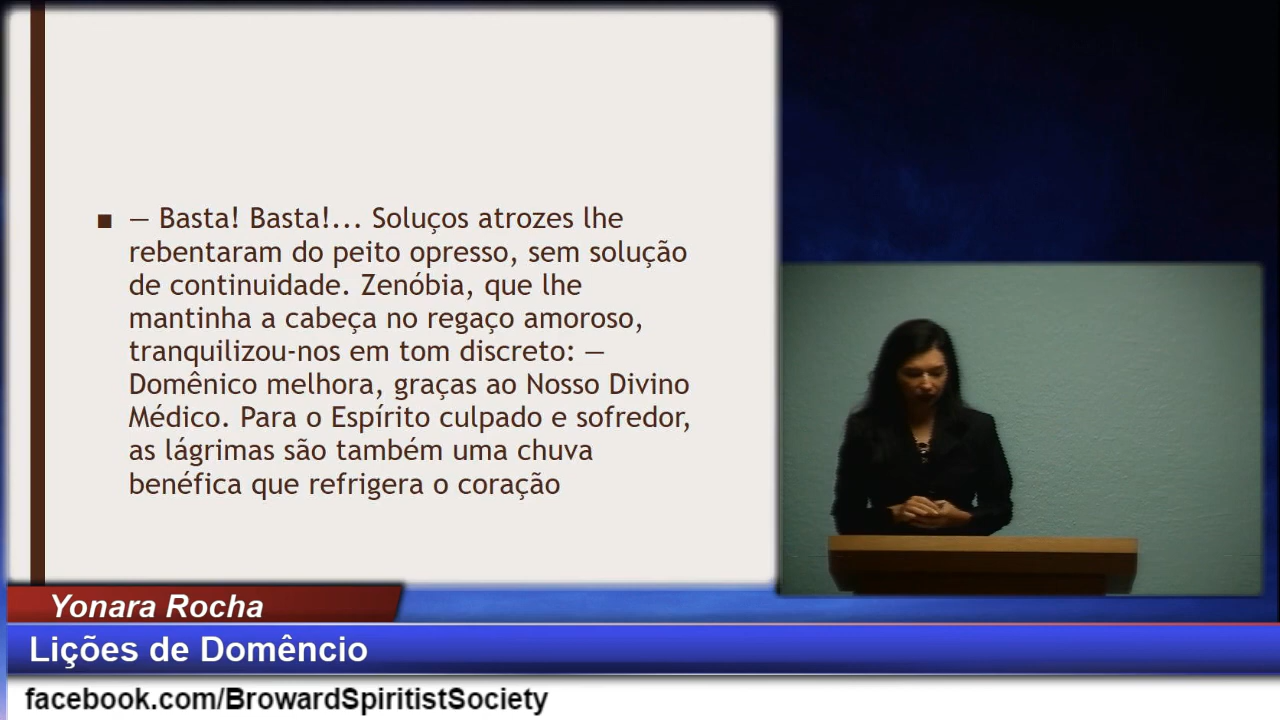 ■ — Basta! Basta!... Soluços atrozes lhe
rebentaram do peito opresso, sem solução
de continuidade. Zenóbia, que lhe
mantinha a cabeça no regaço amoroso,
tranquilizou-nos em tom discreto: —
Domênico melhora, graças ao Nosso Divino
Médico. Para o Espírito culpado e sofredor,
as lágrimas são também uma chuva
benéfica que refrigera o coração
Yonara Rocha
Lições de Domêncio
facebook.com/BrowardSpiritistSociety